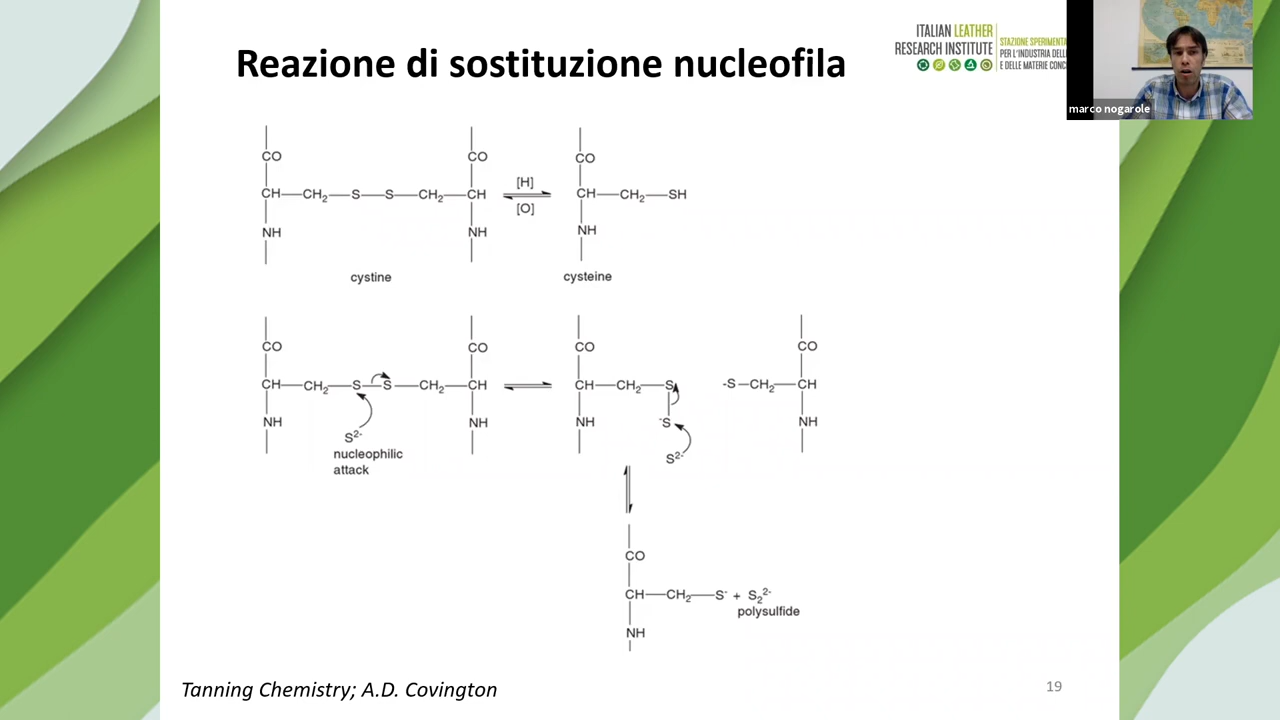 Reazione di sostituzione nucleofila
ITALIAN LEATHER
RESEARCH INSTITUTE
STAZIONE SPERIMENTA
PER L'INDUSTRIA DELL
E DELLE MATERIE CONC
marco nogarole
CO CO CO
CH—CH2—S—S—CH2—CH [H] CH—CH2—SH
[O]
NH NH NH
cystine cysteine
CO CO CO CO
CH—CH2—S—S—CH2—CH CH—CH2—S -S—CH2—CH
NH NH NH -S NH
S2- S2-
nucleophilic
attack
CO
CH—CH2—S- + S22-
polysulfide
NH
Tanning Chemistry; A.D. Covington
19